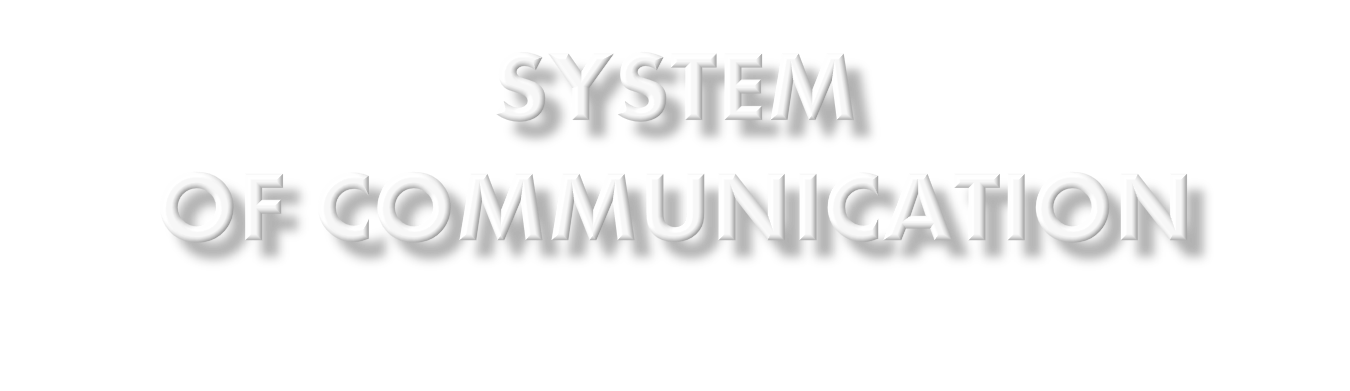 SYSTEM
OF COMMUNICATION